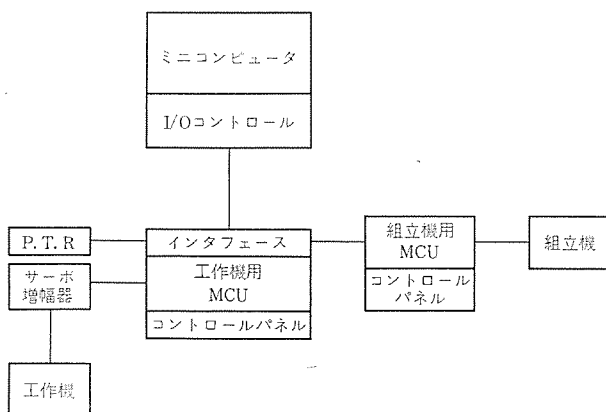 ミニコンピュータ
I/Oコントロール
P.T.R
インタフェース
組立機用
MCU
組立機
サーボ
増幅器
工作機用
MCU
コントロール
パネル
コントロールパネル
工作機